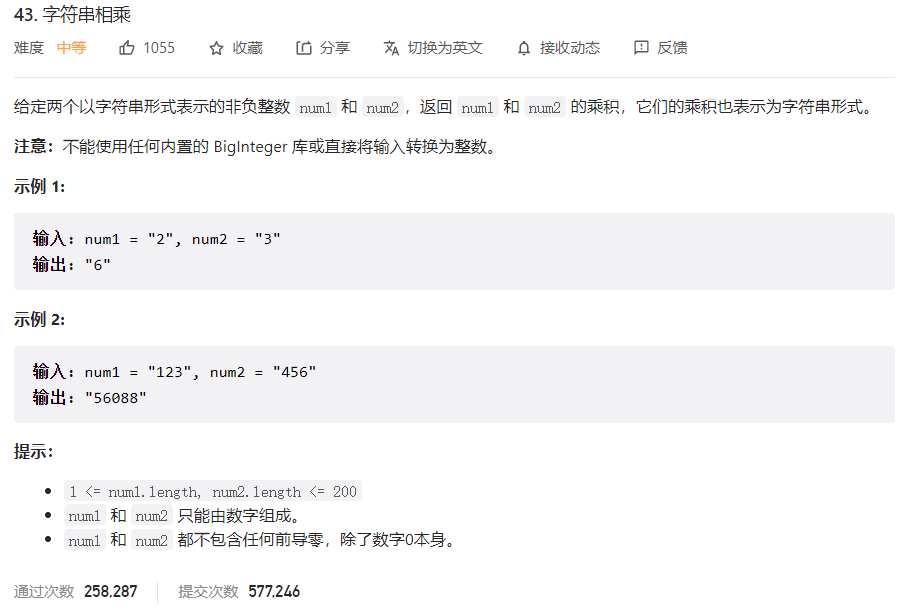 43. 字符串相乘
难度 中等 1055 收藏 分享 切换为英文 接收动态 反馈
给定两个以字符串形式表示的非负整数 num1 和 num2，返回 num1 和 num2 的乘积，它们的乘积也表示为字符串形式。
注意：不能使用任何内置的 BigInteger 库或直接将输入转换为整数。
示例 1:
输入: num1 = "2", num2 = "3"
输出: "6"
示例 2:
输入: num1 = "123", num2 = "456"
输出: "56088"
提示：
1 <= num1.length, num2.length <= 200
num1 和 num2 只能由数字组成。
num1 和 num2 都不包含任何前导零，除了数字0本身。
通过次数 258,287 提交次数 577,246